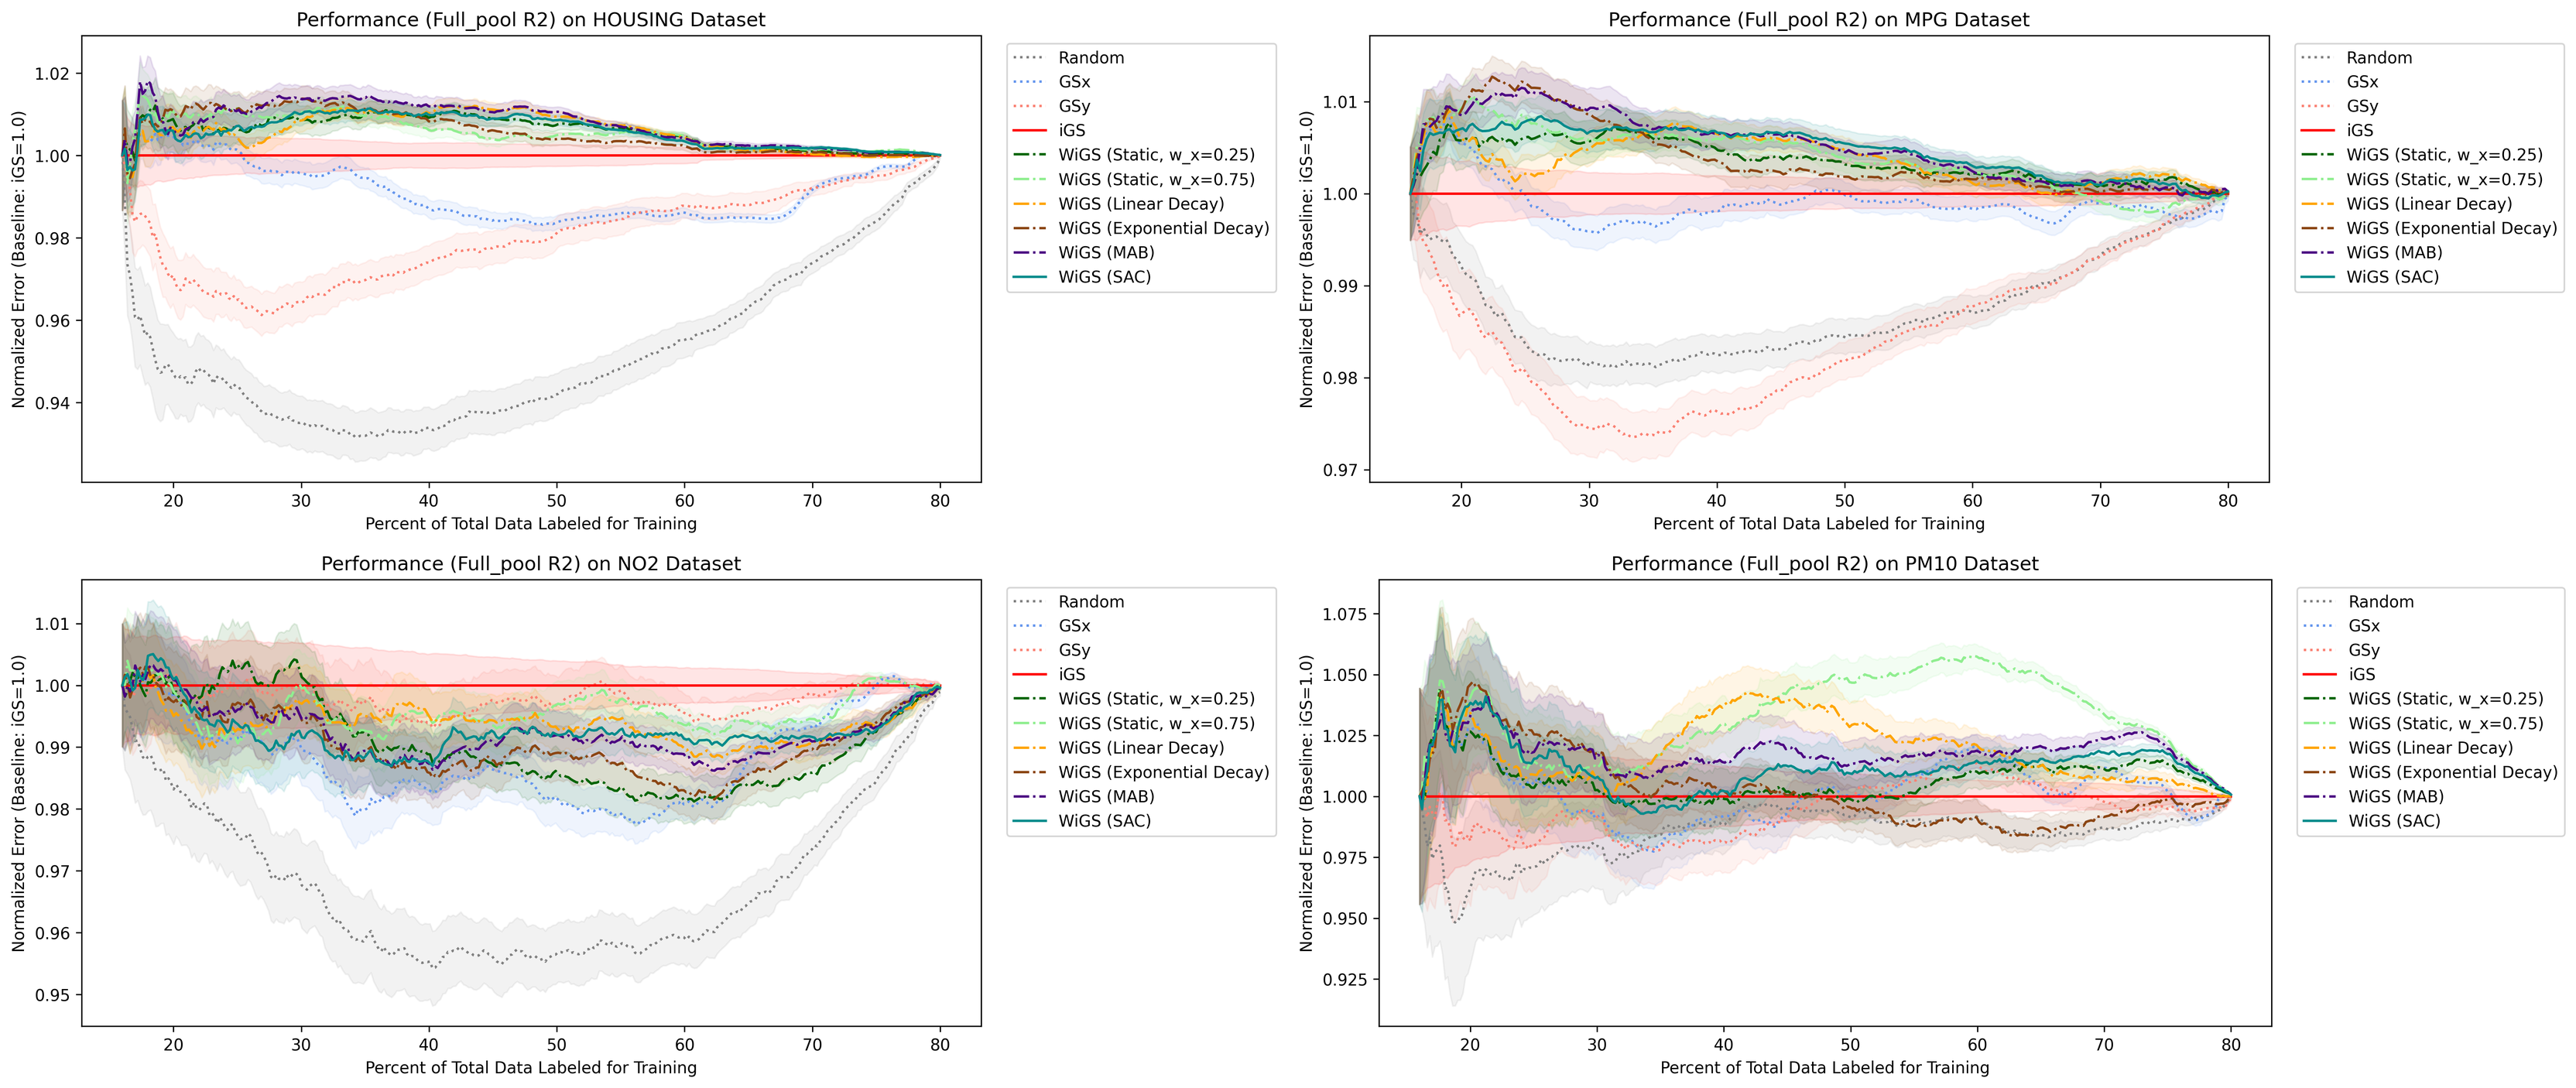 Performance (Full_pool R2) on HOUSING Dataset
Normalized Error (Baseline: iGS=1.0)
1.02
1.00
0.98
0.96
0.94
20 30 40 50 60 70 80
Percent of Total Data Labeled for Training
Random
GSx
GSy
iGS
WiGS (Static, w_x=0.25)
WiGS (Static, w_x=0.75)
WiGS (Linear Decay)
WiGS (Exponential Decay)
WiGS (MAB)
WiGS (SAC)
Performance (Full_pool R2) on MPG Dataset
Normalized Error (Baseline: iGS=1.0)
1.01
1.00
0.99
0.98
0.97
20 30 40 50 60 70 80
Percent of Total Data Labeled for Training
Random
GSx
GSy
iGS
WiGS (Static, w_x=0.25)
WiGS (Static, w_x=0.75)
WiGS (Linear Decay)
WiGS (Exponential Decay)
WiGS (MAB)
WiGS (SAC)
Performance (Full_pool R2) on NO2 Dataset
Normalized Error (Baseline: iGS=1.0)
1.01
1.00
0.99
0.98
0.97
0.96
0.95
20 30 40 50 60 70 80
Percent of Total Data Labeled for Training
Random
GSx
GSy
iGS
WiGS (Static, w_x=0.25)
WiGS (Static, w_x=0.75)
WiGS (Linear Decay)
WiGS (Exponential Decay)
WiGS (MAB)
WiGS (SAC)
Performance (Full_pool R2) on PM10 Dataset
Normalized Error (Baseline: iGS=1.0)
1.075
1.050
1.025
1.000
0.975
0.950
0.925
20 30 40 50 60 70 80
Percent of Total Data Labeled for Training
Random
GSx
GSy
iGS
WiGS (Static, w_x=0.25)
WiGS (Static, w_x=0.75)
WiGS (Linear Decay)
WiGS (Exponential Decay)
WiGS (MAB)
WiGS (SAC)